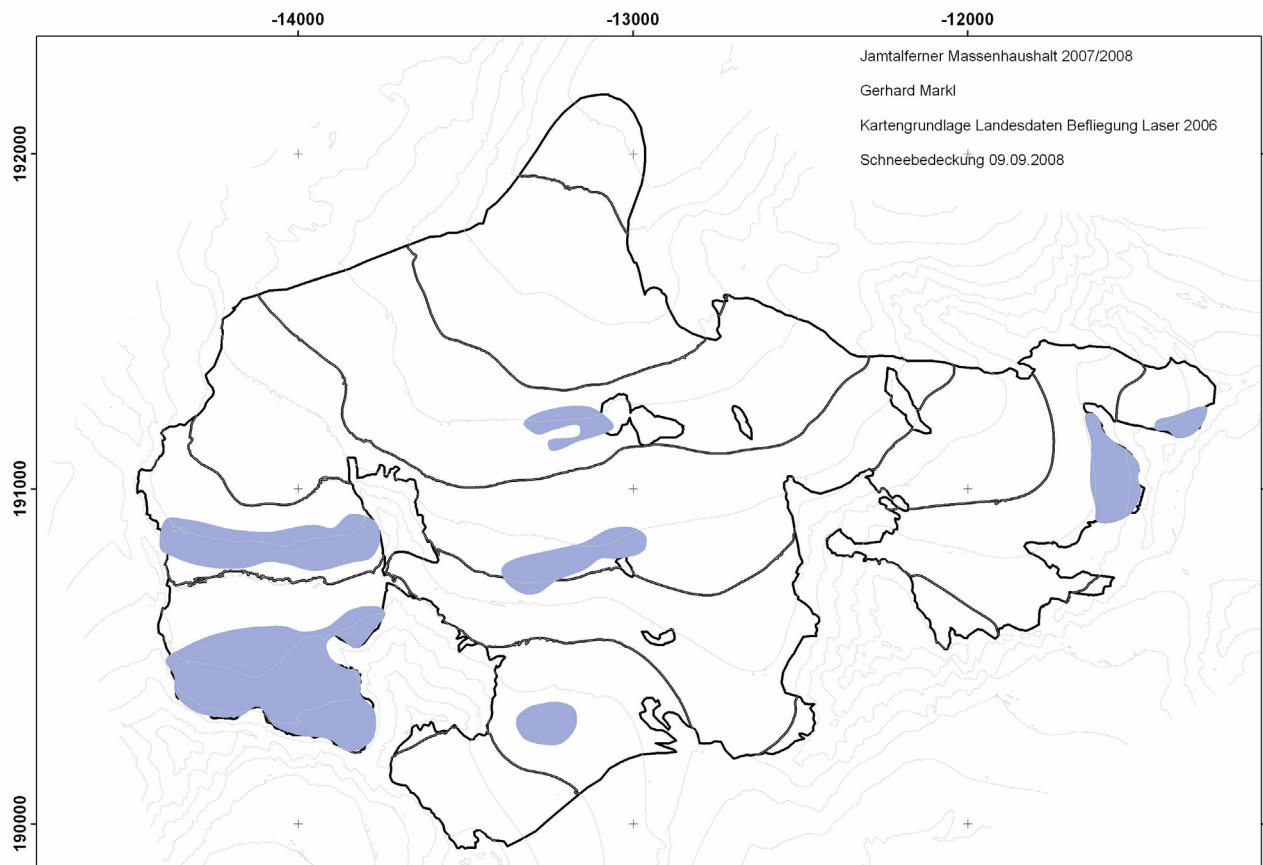 -14000
-13000
-12000
Jamtalferner Massenhaushalt 2007/2008
Gerhard Markl
Kartengrundlage Landesdaten Befliegung Laser 2006
Schneebedeckung 09.09.2008
192000
191000
190000